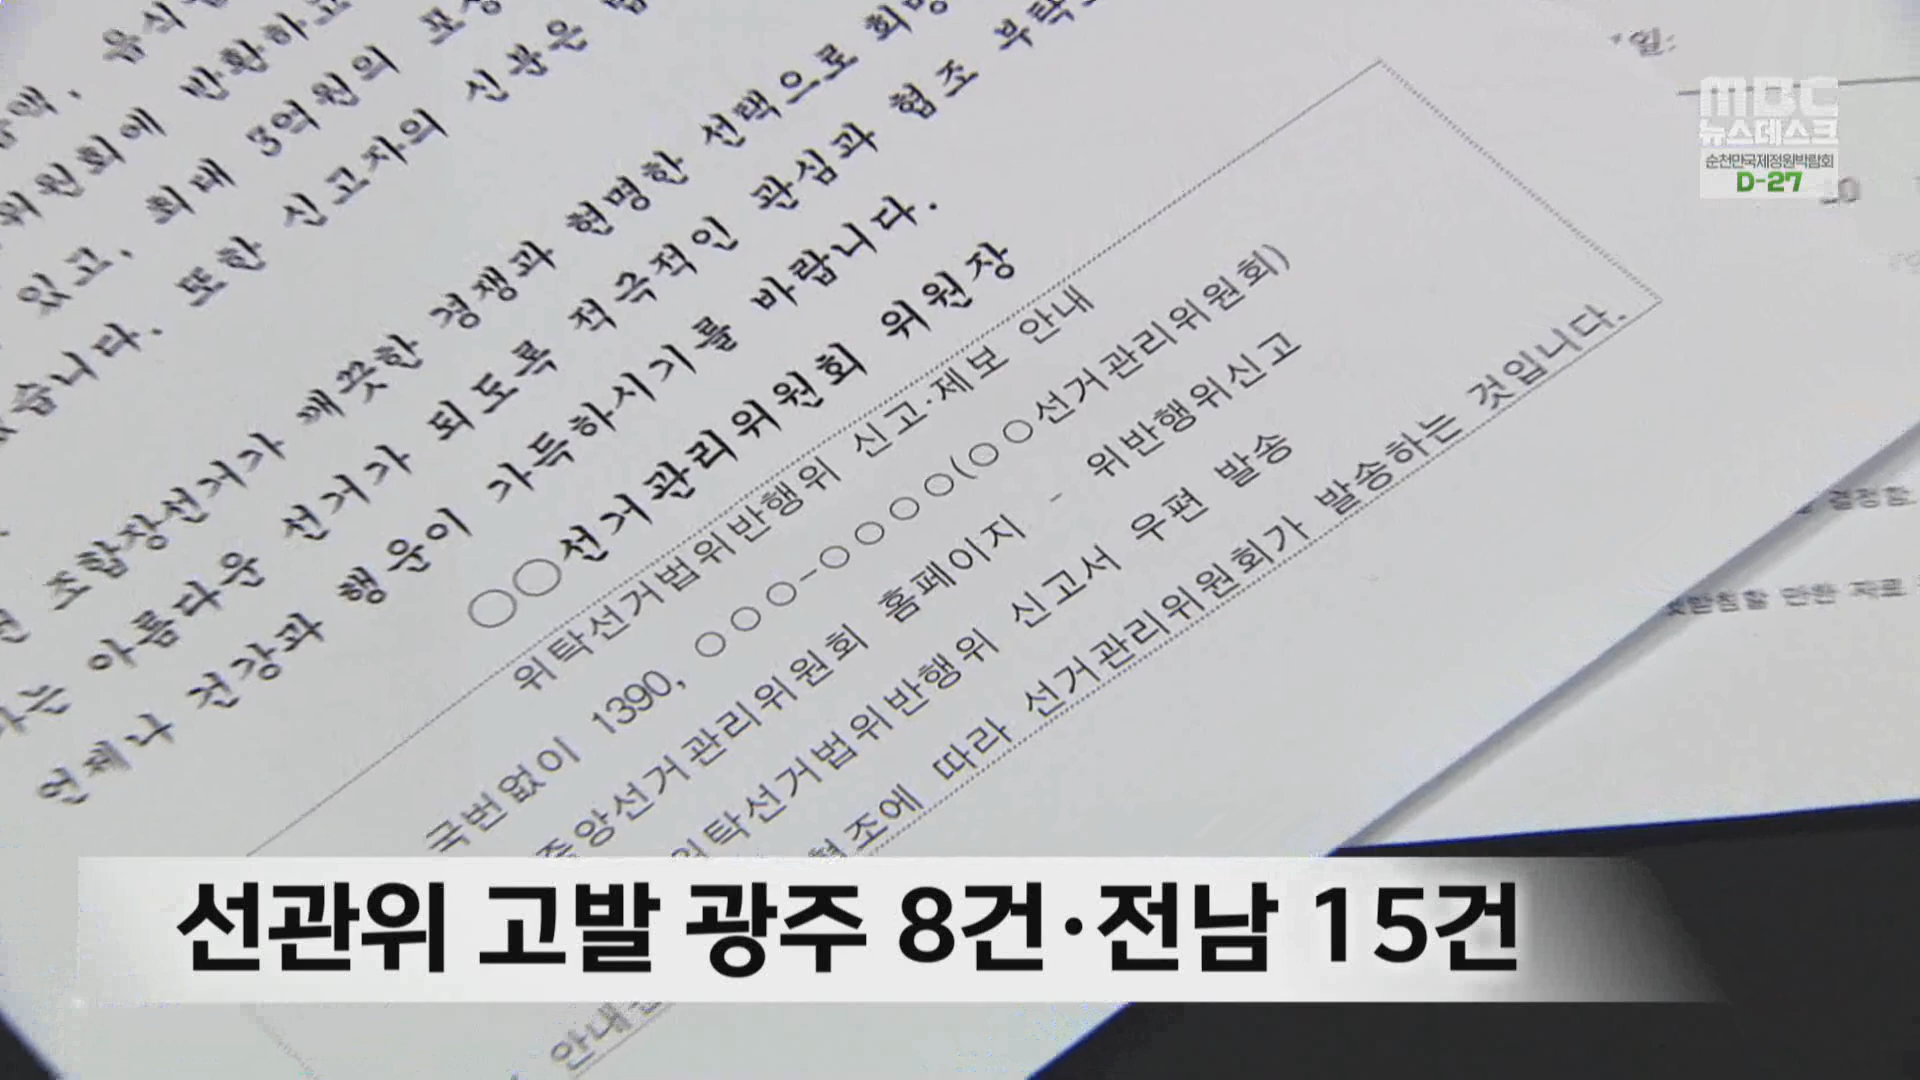 MBC
뉴스데스크
순천만국제정원박람회
D-27
위원회에 반환하고
있고, 최대 3억원의 포상
습니다. 또한 신고자의 신분은
조합장선거가 깨끗한 경쟁과 현명한 선택으로 희망
는 아름다운 선거가 되도록 적극적인 관심과 협조 부탁
언제나 건강과 행운이 가득하시기를 바랍니다.
○○선거관리위원회 위원장
위탁선거법위반행위 신고·제보 안내
국번없이 1390, ○○○-○○○○(○○선거관리위원회)
중앙선거관리위원회 홈페이지 - 위반행위신고
위탁선거법위반행위 신고서 우편 발송
협조에 따라 선거관리위원회가 발송하는 것입니다.
안내
선관위 고발 광주 8건·전남 15건